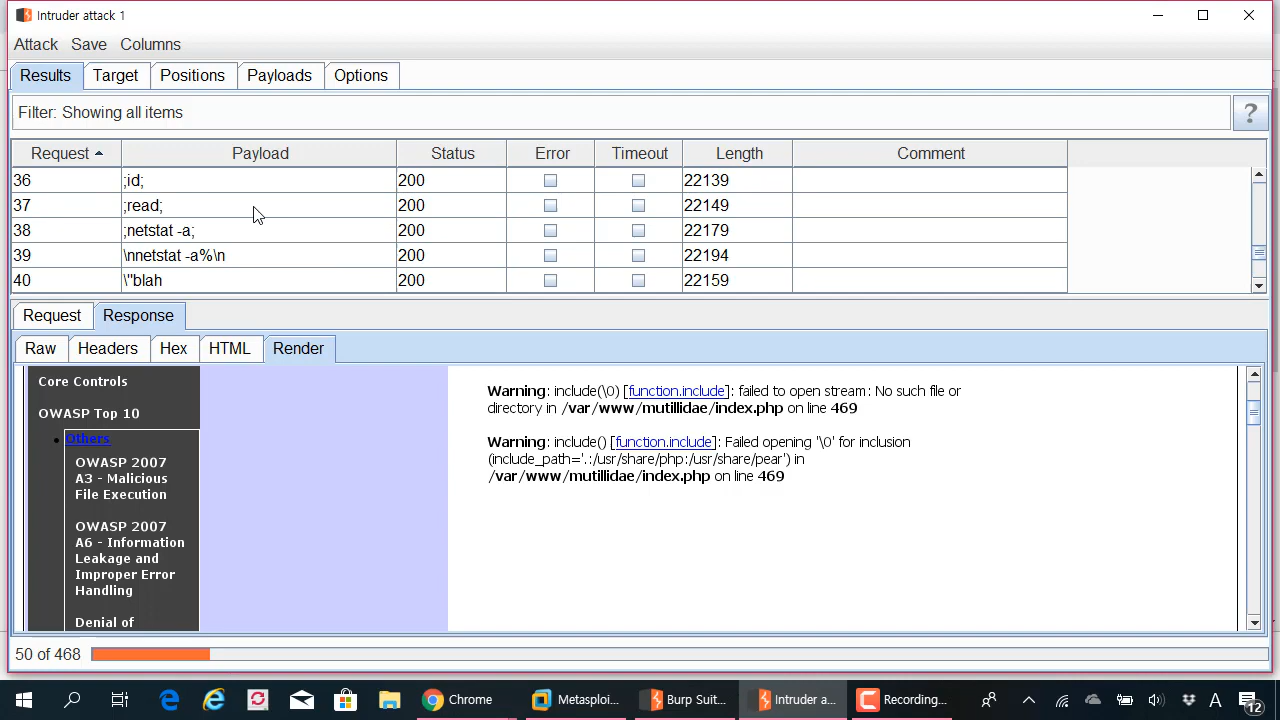 Intruder attack 1
Attack Save Columns
Results Target Positions Payloads Options
Filter: Showing all items
?
Request Payload Status Error Timeout Length Comment
36 ;id; 200 22139
37 ;read; 200 22149
38 ;netstat -a; 200 22179
39 \nnetstat -a%\n 200 22194
40 \"blah 200 22159
Request Response
Raw Headers Hex HTML Render
Core Controls
OWASP Top 10
Others
OWASP 2007
A3 - Malicious
File Execution
OWASP 2007
A6 - Information
Leakage and
Improper Error
Handling
Denial of
Warning: include(\0) [function.include]: failed to open stream: No such file or
directory in /var/www/mutillidae/index.php on line 469
Warning: include() [function.include]: Failed opening '\0' for inclusion
(include_path='.:/usr/share/php:/usr/share/pear') in
/var/www/mutillidae/index.php on line 469
50 of 468
Chrome Metasplo... Burp Suit... Intruder a... Recording... A 12